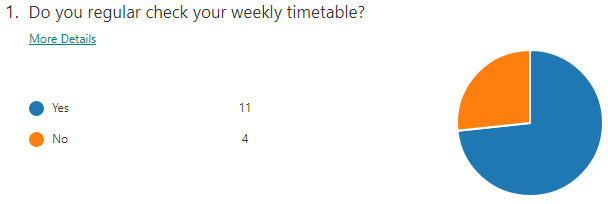 1. Do you regular check your weekly timetable?
More Details
Yes 11
No 4